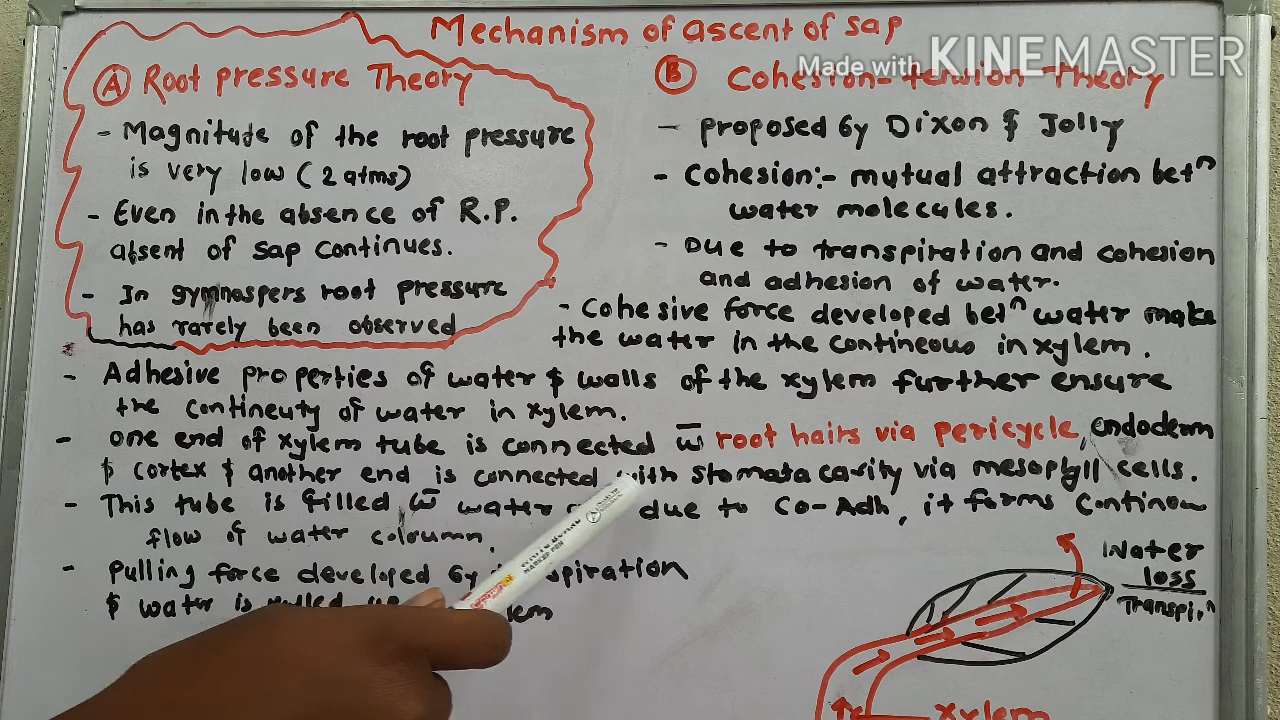 Mechanism of ascent of sap
Made with KINEMASTER
A Root pressure Theory
- Magnitude of the root pressure
is very low (2 atms)
- Even in the absence of R.P.
absent of sap continues.
- In gymnospers root pressure
has rarely been observed
B Cohesion-tension Theory
- proposed by Dixon & Jolly
- Cohesion:- mutual attraction betⁿ
water molecules.
- Due to transpiration and cohesion
and adhesion of water.
- Cohesive force developed betⁿ water make
the water in the contineous in xylem.
- Adhesive properties of water & walls of the xylem further ensure
the contineuty of water in xylem.
- one end of xylem tube is connected w̅ root hairs via pericycle, endoderm
& cortex & another end is connected with stomata cavity via mesophyll cells.
- This tube is filled w̅ water due to Co-Adh, it forms continou
flow of water coloumn.
- Pulling force developed by
& water is
Water
loss
Transpiⁿ
Xylem